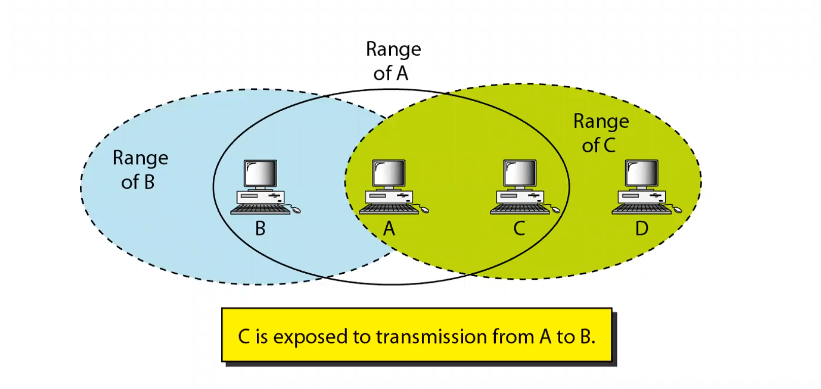 Range
of A
Range
of B
Range
of C
B
A
C
D
C is exposed to transmission from A to B.